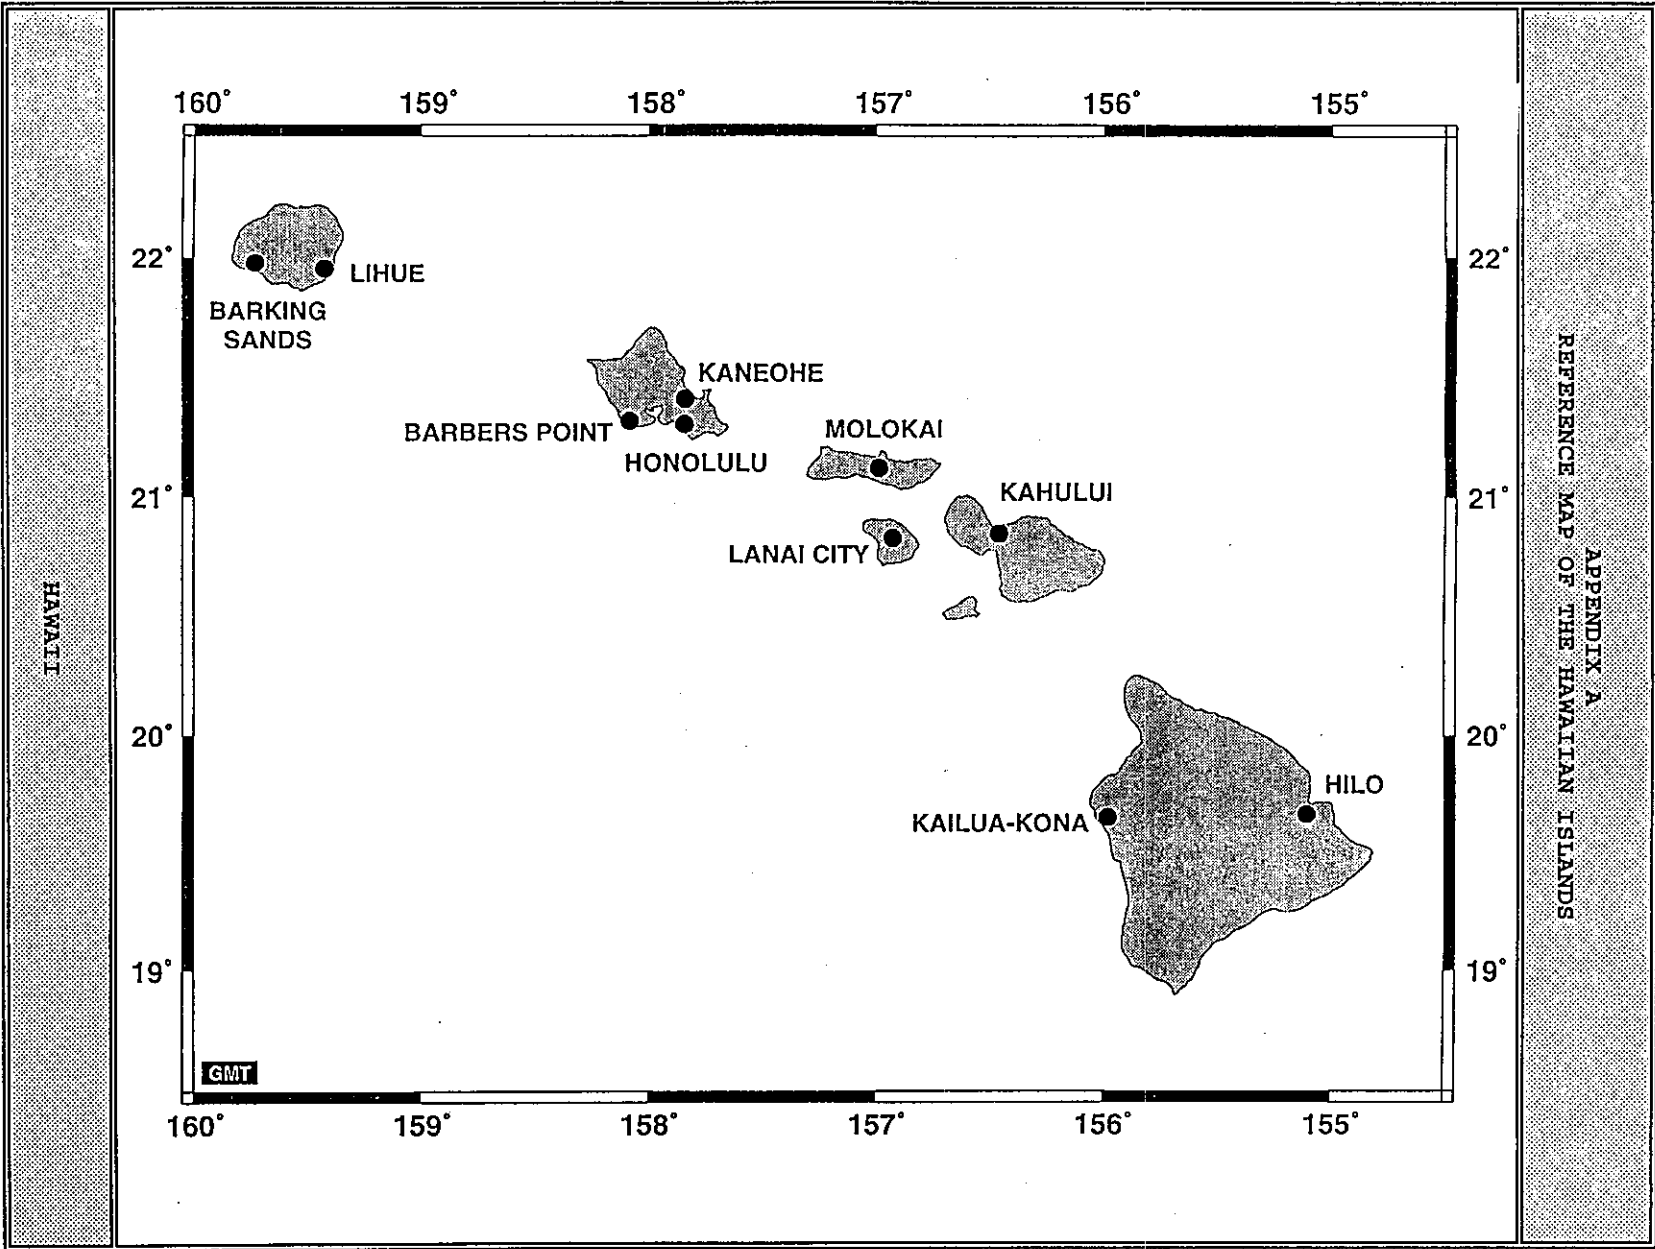 APPENDIX A
REFERENCE MAP OF THE HAWAIIAN ISLANDS
160° 159° 158° 157° 156° 155°
22° 22°
LIHUE
BARKING
SANDS
KANEOHE
BARBERS POINT
HONOLULU
MOLOKAI
21° 21°
KAHULUI
LANAI CITY
20° 20°
HILO
KAILUA-KONA
19° 19°
GMT
160° 159° 158° 157° 156° 155°
HAWAII